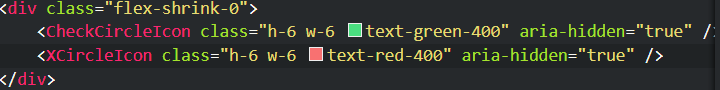 <div class="flex-shrink-0">
<CheckCircleIcon class="h-6 w-6 text-green-400" aria-hidden="true" />
<XCircleIcon class="h-6 w-6 text-red-400" aria-hidden="true" />
</div>